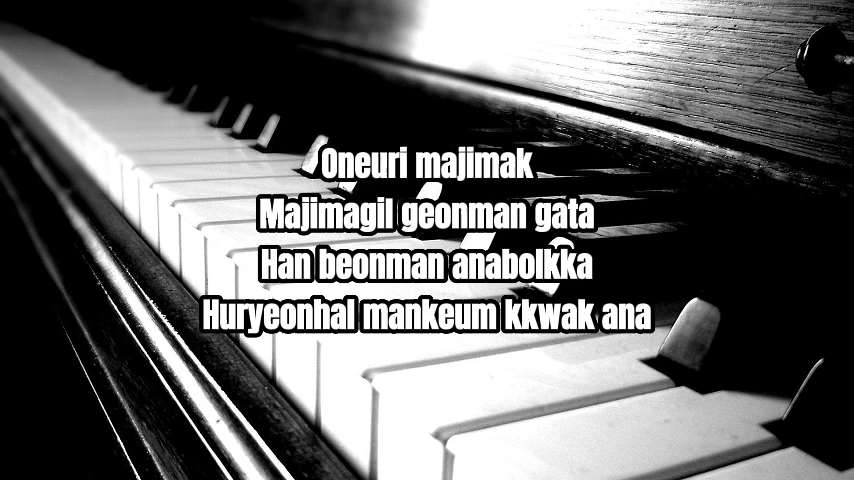 Oneuri majimak
Majimagil geonman gata
Han beonman anabolkka
Huryeonhal mankeum kkwak ana